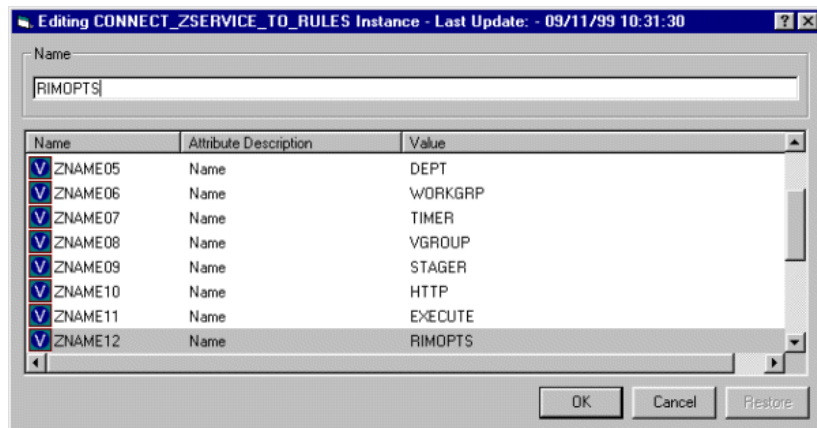 Editing CONNECT_ZSERVICE_TO_RULES Instance - Last Update: - 09/11/99 10:31:30
Name
RIMOPTS
Name Attribute Description Value
V ZNAME05 Name DEPT
V ZNAME06 Name WORKGRP
V ZNAME07 Name TIMER
V ZNAME08 Name VGROUP
V ZNAME09 Name STAGER
V ZNAME10 Name HTTP
V ZNAME11 Name EXECUTE
V ZNAME12 Name RIMOPTS
OK Cancel Restore